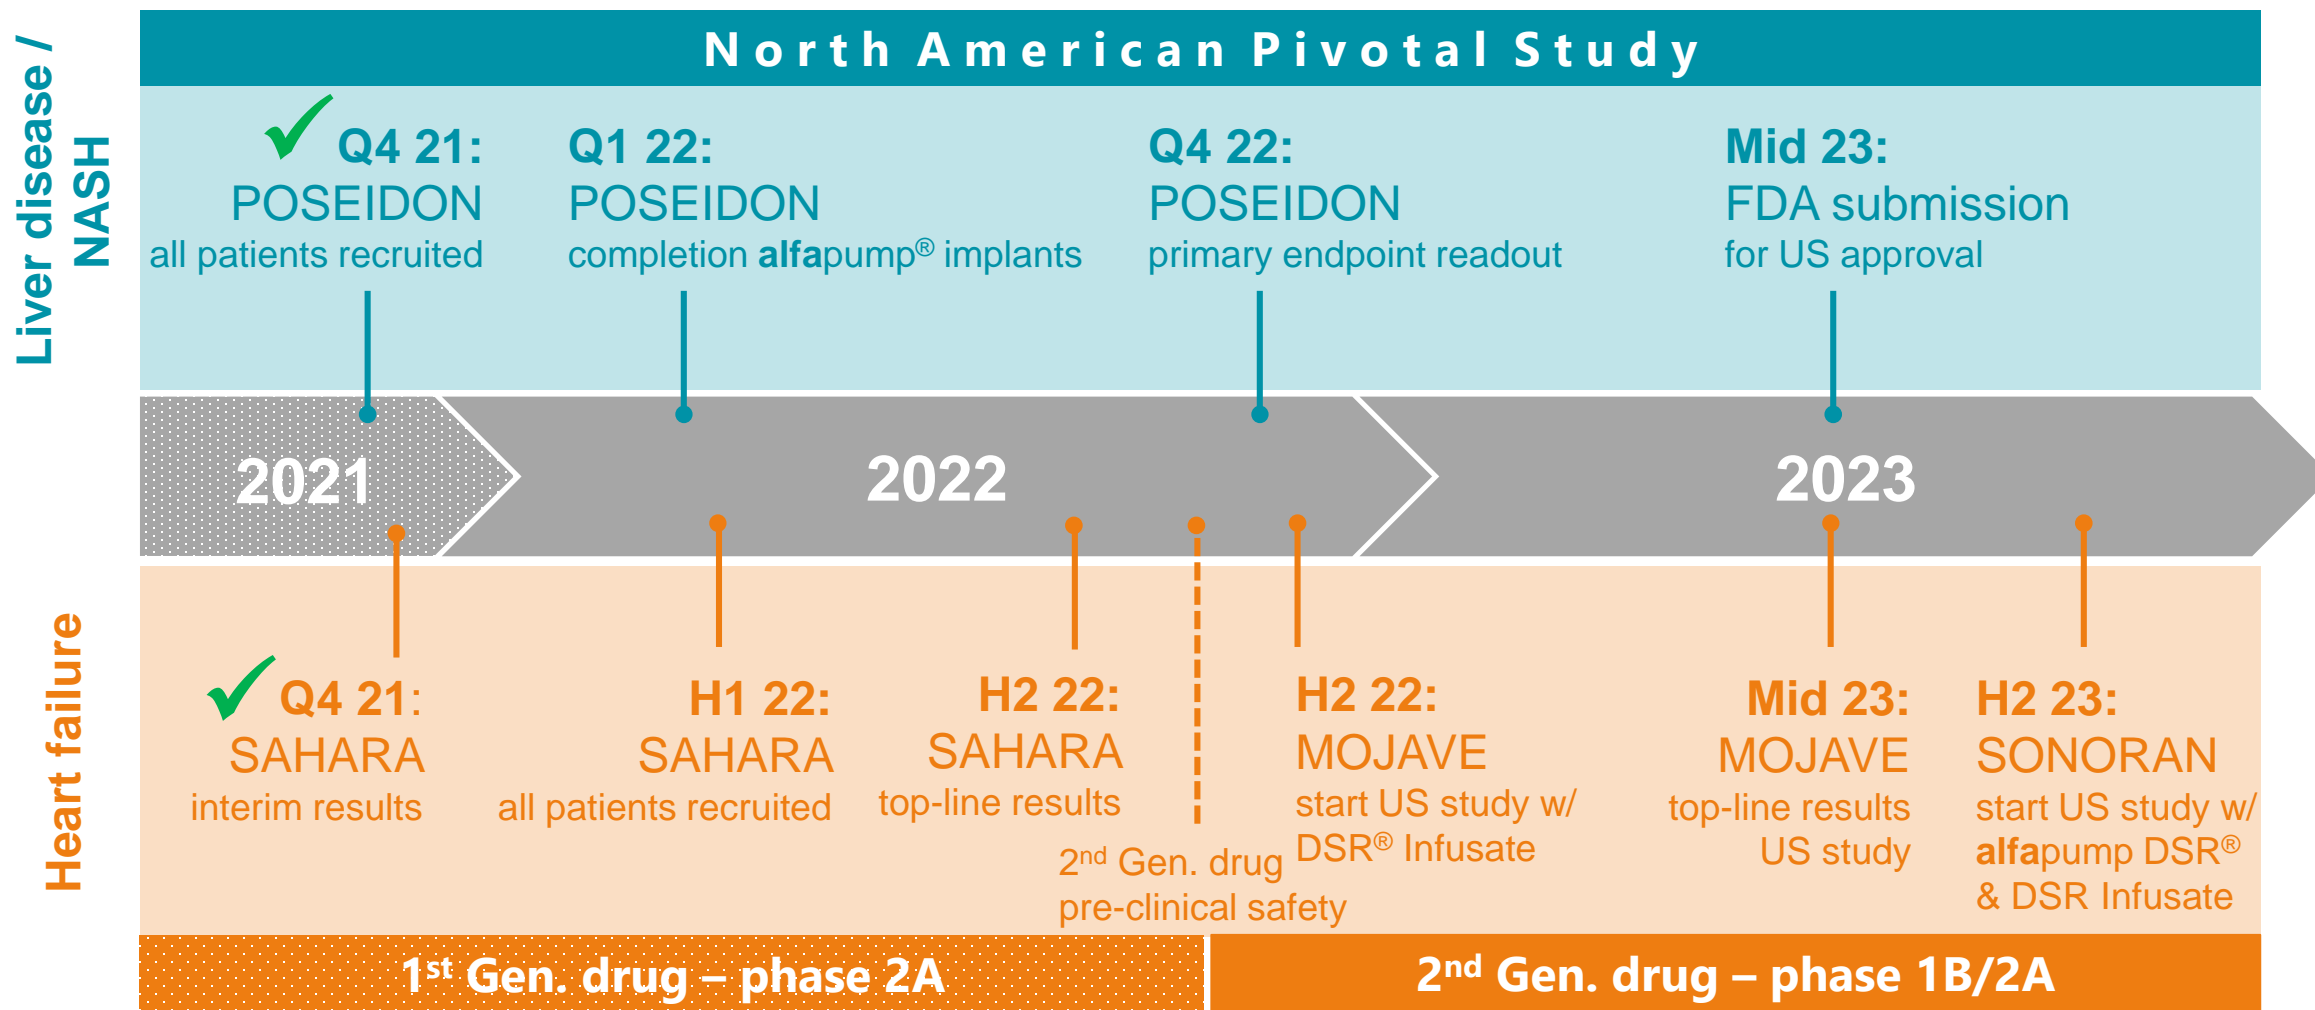 North American Pivotal Study
Liver disease /
NASH
Q4 21:
POSEIDON
all patients recruited
Q1 22:
POSEIDON
completion alfapump® implants
Q4 22:
POSEIDON
primary endpoint readout
Mid 23:
FDA submission
for US approval
2021
2022
2023
Heart failure
Q4 21:
SAHARA
interim results
H1 22:
SAHARA
all patients recruited
H2 22:
SAHARA
top-line results
2nd Gen. drug
pre-clinical safety
H2 22:
MOJAVE
start US study w/
DSR® Infusate
Mid 23:
MOJAVE
top-line results
US study
H2 23:
SONORAN
start US study w/
alfapump DSR®
& DSR Infusate
1st Gen. drug – phase 2A
2nd Gen. drug – phase 1B/2A